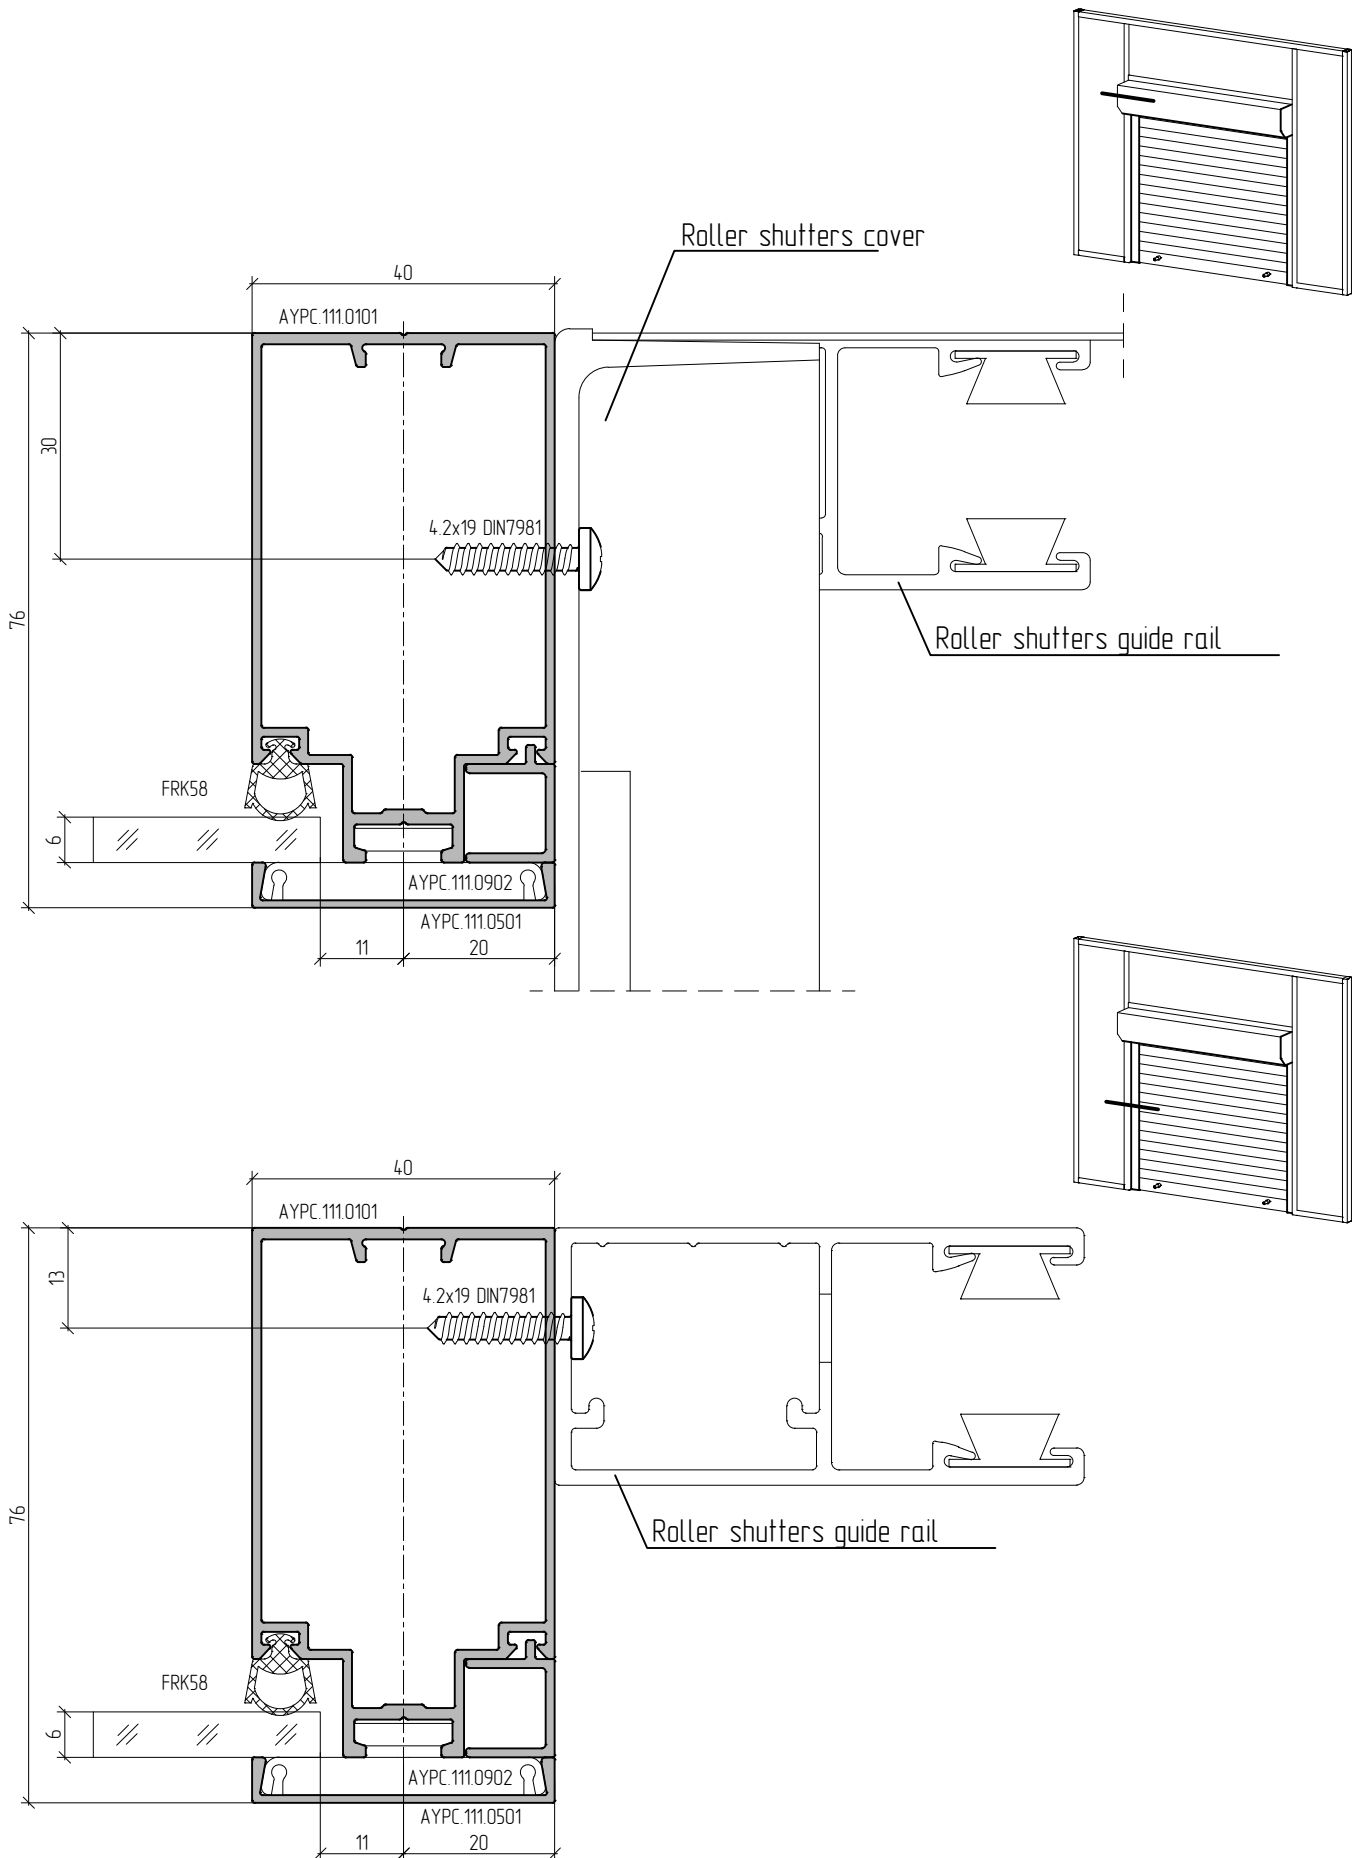 Roller shutters cover
40
AYPC.111.0101
30
4.2x19 DIN7981
76
Roller shutters guide rail
FRK58
6
AYPC.111.0902
AYPC.111.0501
11
20
40
AYPC.111.0101
13
4.2x19 DIN7981
76
Roller shutters guide rail
FRK58
6
AYPC.111.0902
AYPC.111.0501
11
20